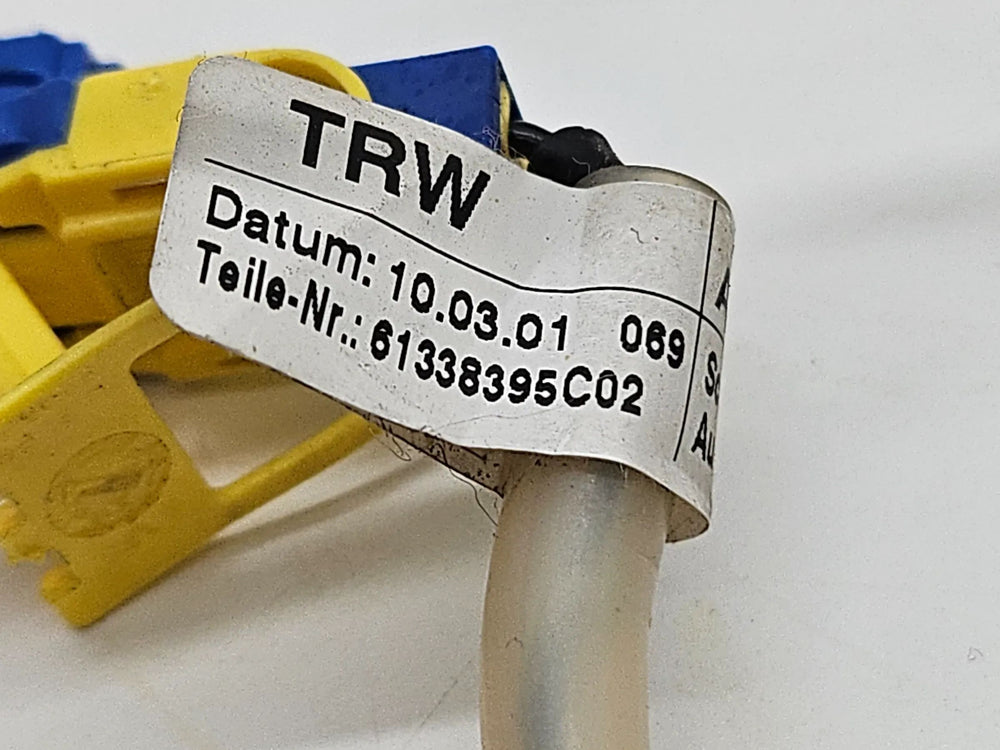 TRW
Datum: 10.03.01 069
Teile-Nr.: 61338395C02